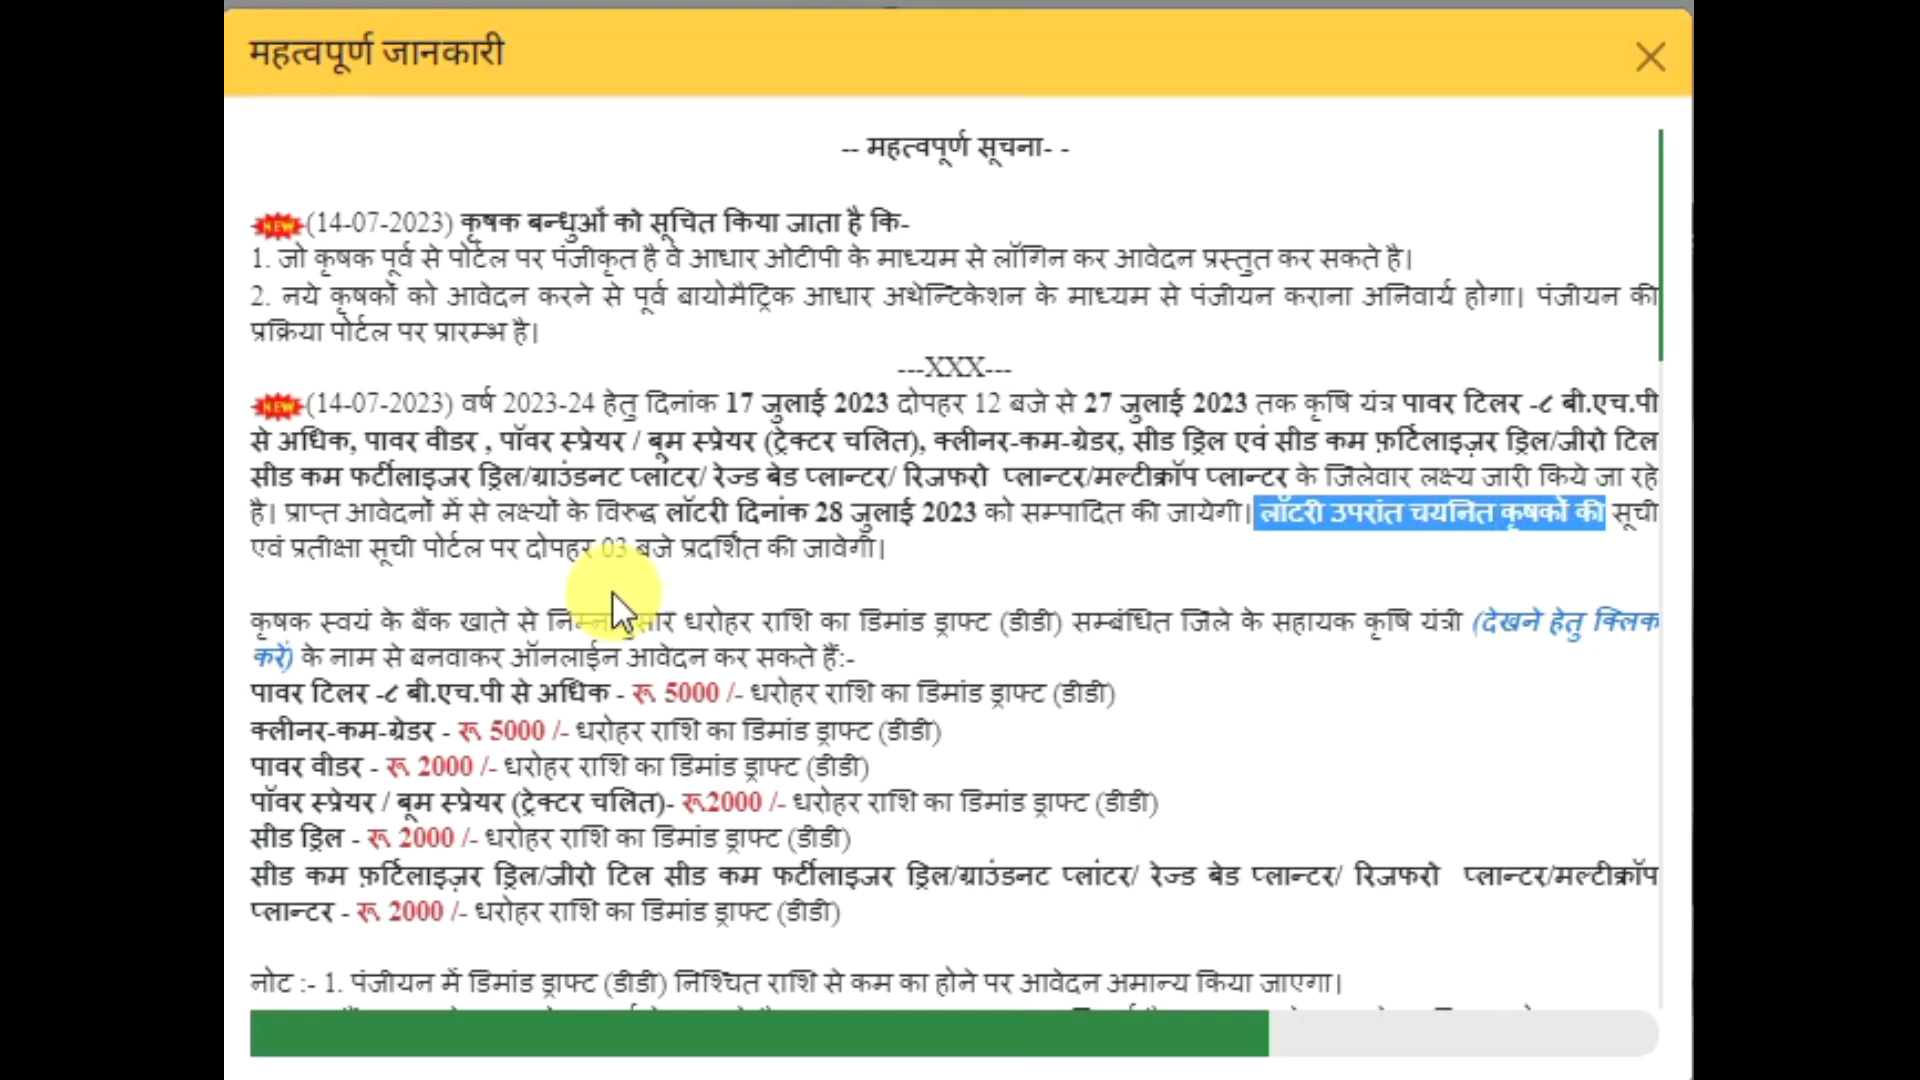 महत्वपूर्ण जानकारी
-- महत्वपूर्ण सूचना- -
NEW (14-07-2023) कृषक बन्धुओं को सूचित किया जाता है कि-
1. जो कृषक पूर्व से पोर्टल पर पंजीकृत है वे आधार ओटीपी के माध्यम से लॉगिन कर आवेदन प्रस्तुत कर सकते है।
2. नये कृषकों को आवेदन करने से पूर्व बायोमैट्रिक आधार अथेन्टिकेशन के माध्यम से पंजीयन कराना अनिवार्य होगा। पंजीयन की
प्रक्रिया पोर्टल पर प्रारम्भ है।
---XXX---
NEW (14-07-2023) वर्ष 2023-24 हेतु दिनांक 17 जुलाई 2023 दोपहर 12 बजे से 27 जुलाई 2023 तक कृषि यंत्र पावर टिलर -८ बी.एच.पी
से अधिक, पावर वीडर , पॉवर स्प्रेयर / बूम स्प्रेयर (ट्रेक्टर चलित), क्लीनर-कम-ग्रेडर, सीड ड्रिल एवं सीड कम फ़र्टिलाइज़र ड्रिल/जीरो टिल
सीड कम फर्टीलाइजर ड्रिल/ग्राउंडनट प्लांटर/ रेज्ड बेड प्लान्टर/ रिजफरो प्लान्टर/मल्टीक्रॉप प्लान्टर के जिलेवार लक्ष्य जारी किये जा रहे
है। प्राप्त आवेदनों में से लक्ष्यों के विरुद्ध लॉटरी दिनांक 28 जुलाई 2023 को सम्पादित की जायेगी। लॉटरी उपरांत चयनित कृषकों की सूची
एवं प्रतीक्षा सूची पोर्टल पर दोपहर 03 बजे प्रदर्शित की जावेगी।
कृषक स्वयं के बैंक खाते से निम्नानुसार धरोहर राशि का डिमांड ड्राफ्ट (डीडी) सम्बंधित जिले के सहायक कृषि यंत्री (देखने हेतु क्लिक
करें) के नाम से बनवाकर ऑनलाईन आवेदन कर सकते हैं:-
पावर टिलर -८ बी.एच.पी से अधिक - रू 5000 /- धरोहर राशि का डिमांड ड्राफ्ट (डीडी)
क्लीनर-कम-ग्रेडर - रू 5000 /- धरोहर राशि का डिमांड ड्राफ्ट (डीडी)
पावर वीडर - रू 2000 /- धरोहर राशि का डिमांड ड्राफ्ट (डीडी)
पॉवर स्प्रेयर / बूम स्प्रेयर (ट्रेक्टर चलित)- रू.2000 /- धरोहर राशि का डिमांड ड्राफ्ट (डीडी)
सीड ड्रिल - रू 2000 /- धरोहर राशि का डिमांड ड्राफ्ट (डीडी)
सीड कम फ़र्टिलाइज़र ड्रिल/जीरो टिल सीड कम फर्टीलाइजर ड्रिल/ग्राउंडनट प्लांटर/ रेज्ड बेड प्लान्टर/ रिजफरो प्लान्टर/मल्टीक्रॉप
प्लान्टर - रू 2000 /- धरोहर राशि का डिमांड ड्राफ्ट (डीडी)
नोट :- 1. पंजीयन में डिमांड ड्राफ्ट (डीडी) निश्चित राशि से कम का होने पर आवेदन अमान्य किया जाएगा।